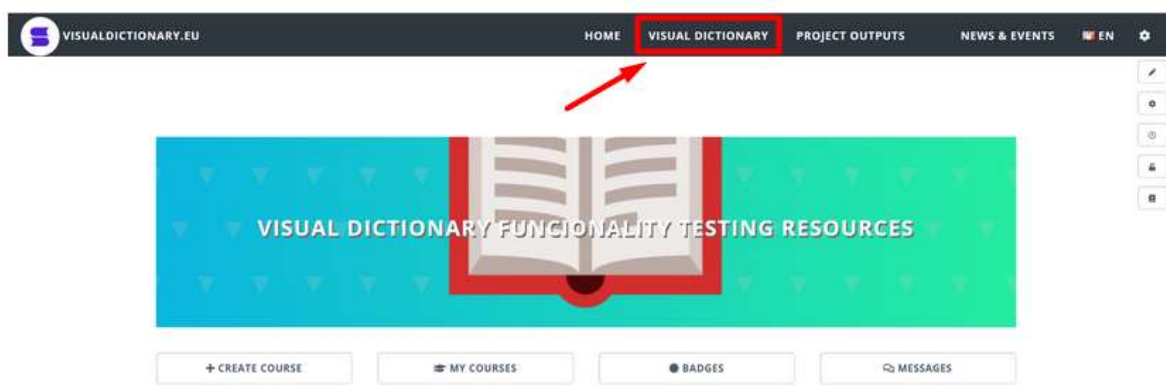 VISUALDICTIONARY.EU HOME VISUAL DICTIONARY PROJECT OUTPUTS NEWS & EVENTS EN
VISUAL DICTIONARY FUNCIONALITY TESTING RESOURCES
+ CREATE COURSE MY COURSES BADGES MESSAGES